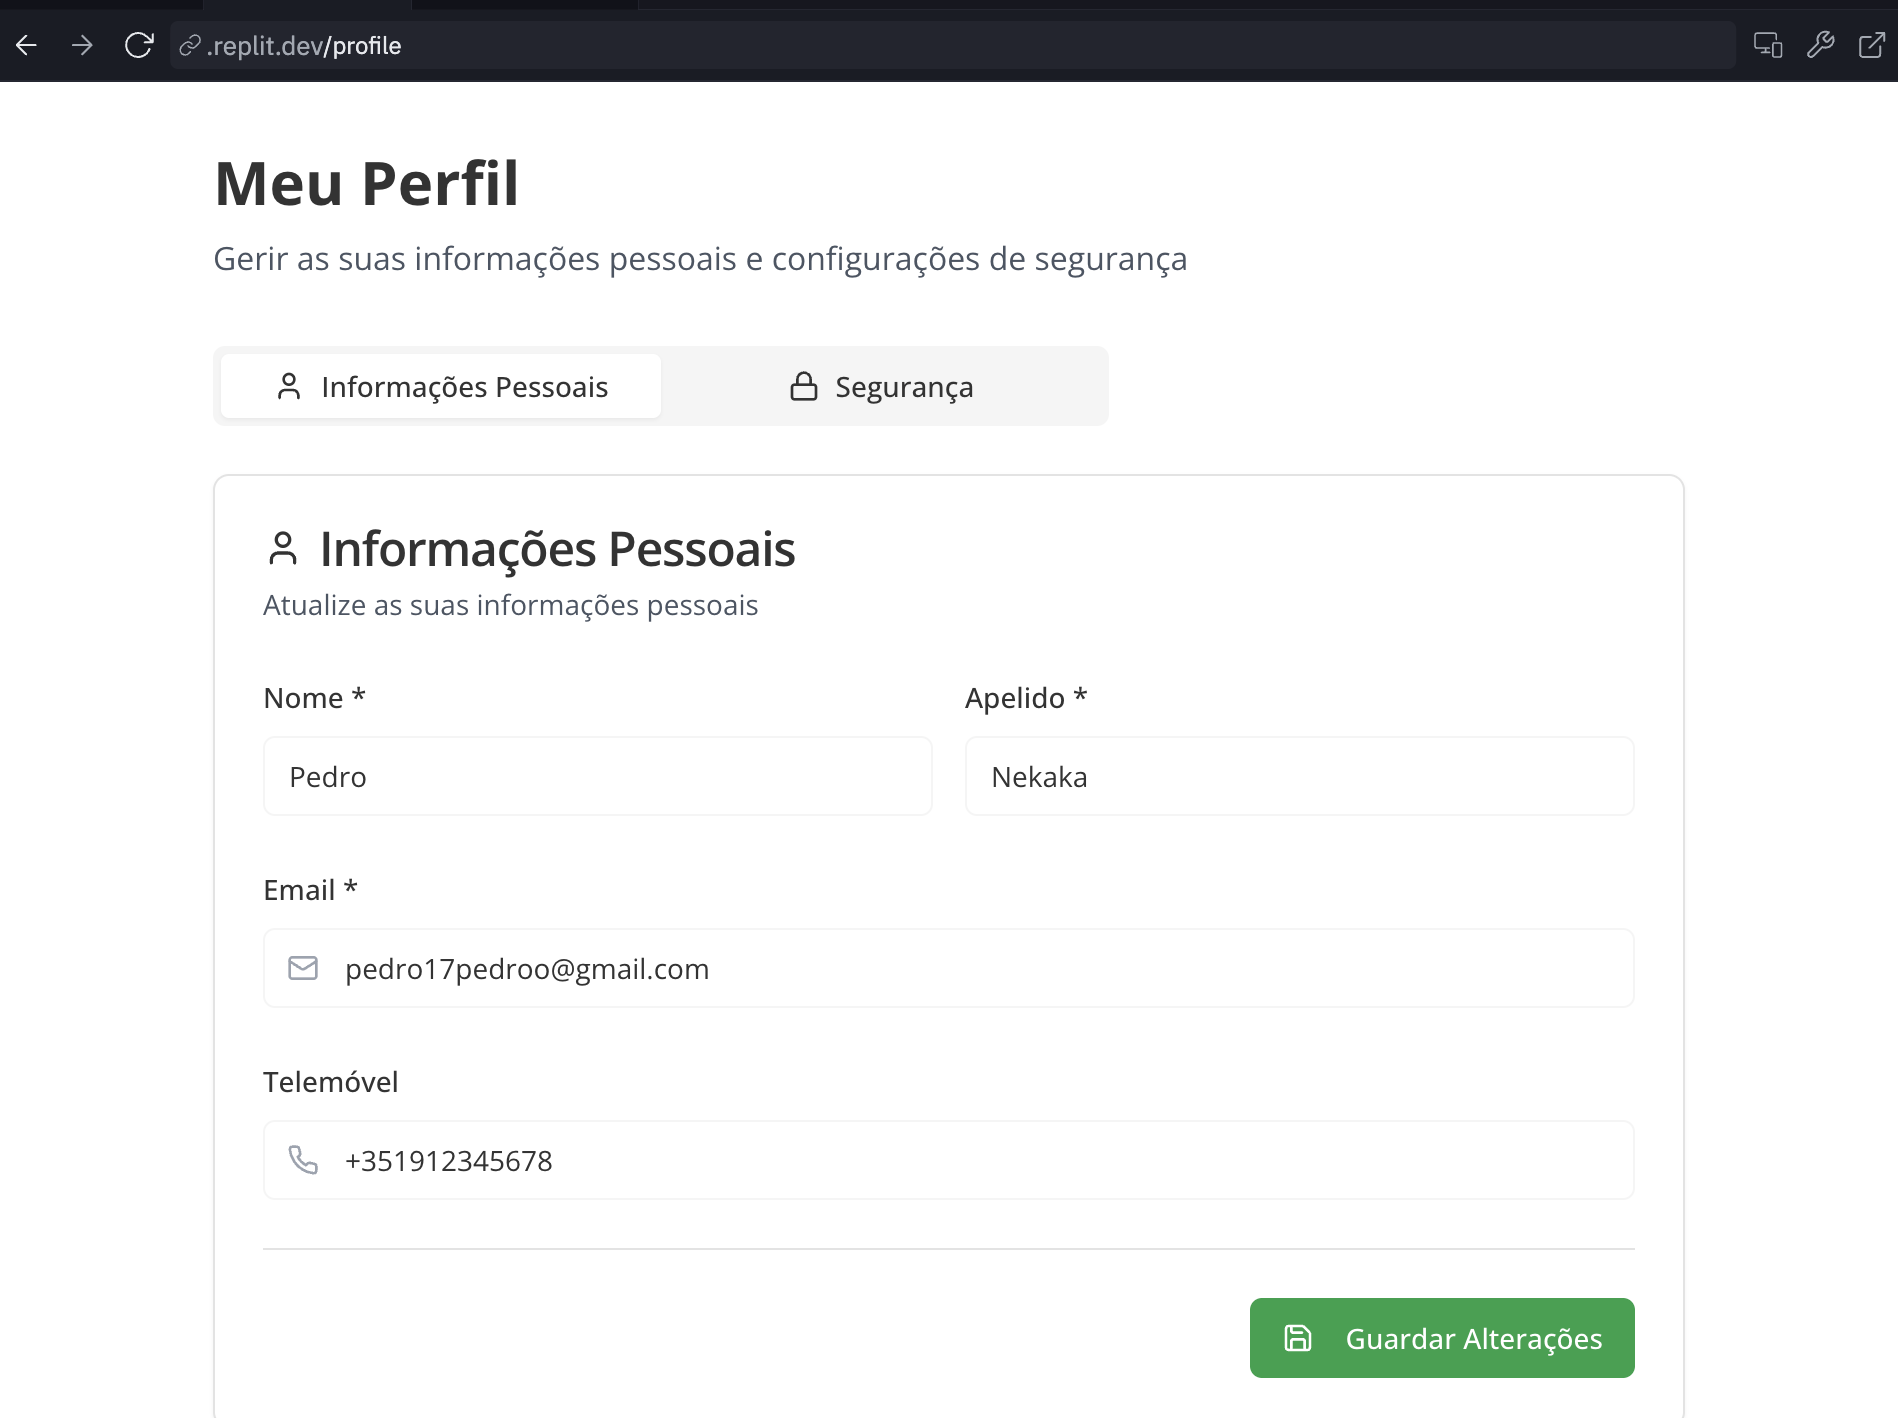 .replit.dev/profile
Meu Perfil
Gerir as suas informações pessoais e configurações de segurança
Informações Pessoais
Segurança
Informações Pessoais
Atualize as suas informações pessoais
Nome *
Apelido *
Pedro
Nekaka
Email *
pedro17pedroo@gmail.com
Telemóvel
+351912345678
Guardar Alterações